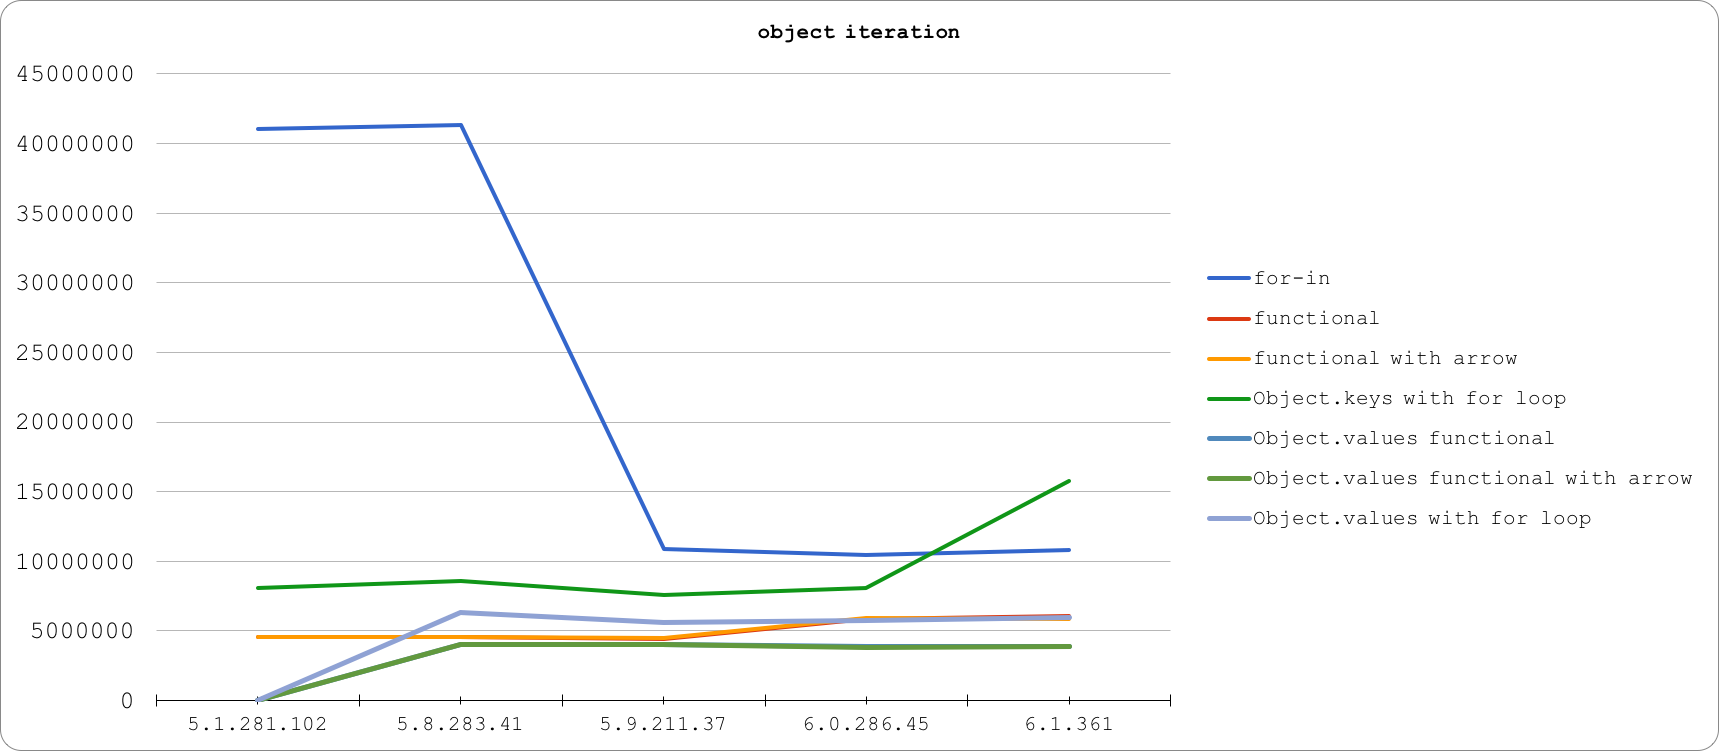 object iteration
45000000
40000000
35000000
30000000
25000000
20000000
15000000
10000000
5000000
0
5.1.281.102 5.8.283.41 5.9.211.37 6.0.286.45 6.1.361
for-in
functional
functional with arrow
Object.keys with for loop
Object.values functional
Object.values functional with arrow
Object.values with for loop